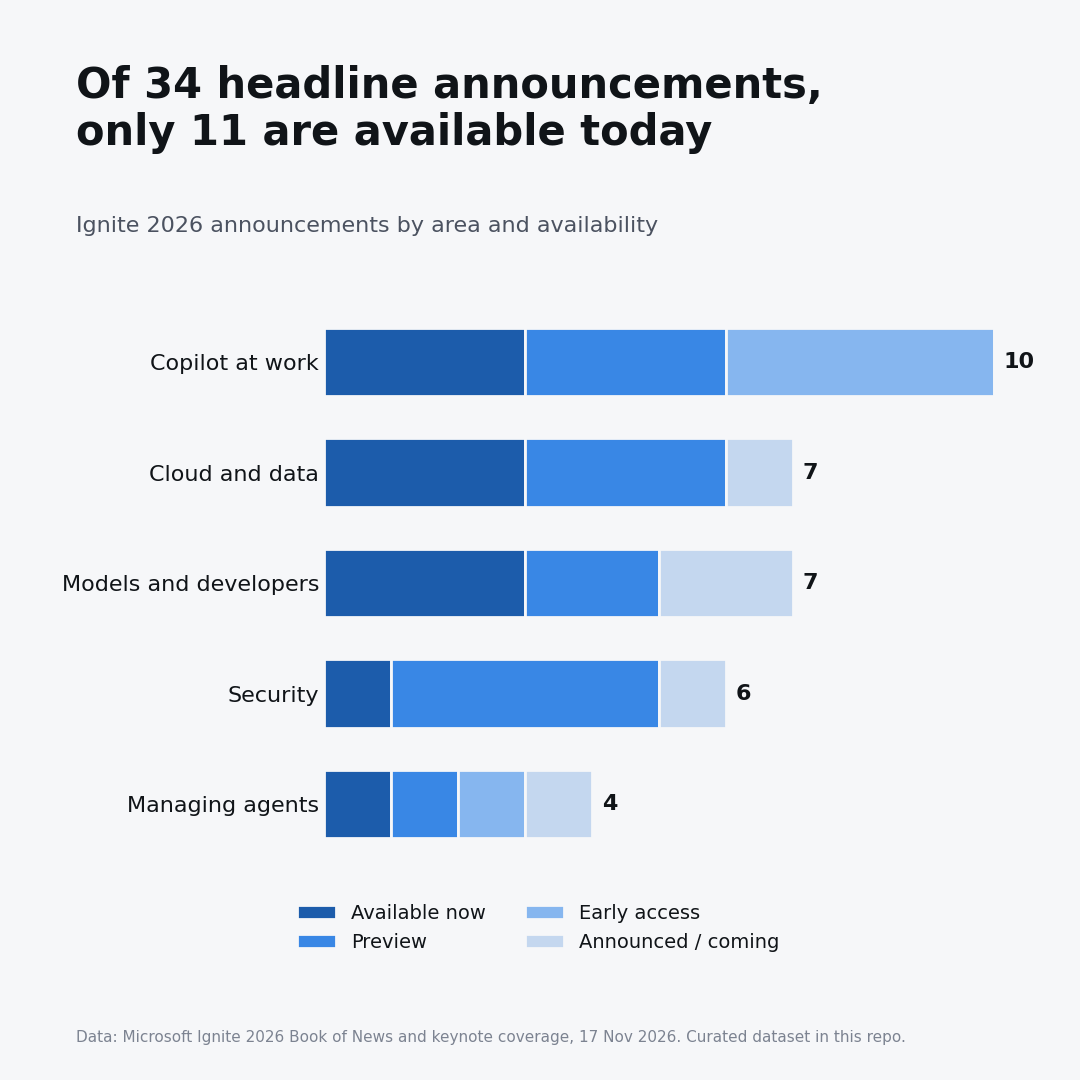 Of 34 headline announcements,
only 11 are available today
Ignite 2026 announcements by area and availability
Copilot at work 10
Cloud and data 7
Models and developers 7
Security 6
Managing agents 4
Available now Early access
Preview Announced / coming
Data: Microsoft Ignite 2026 Book of News and keynote coverage, 17 Nov 2026. Curated dataset in this repo.